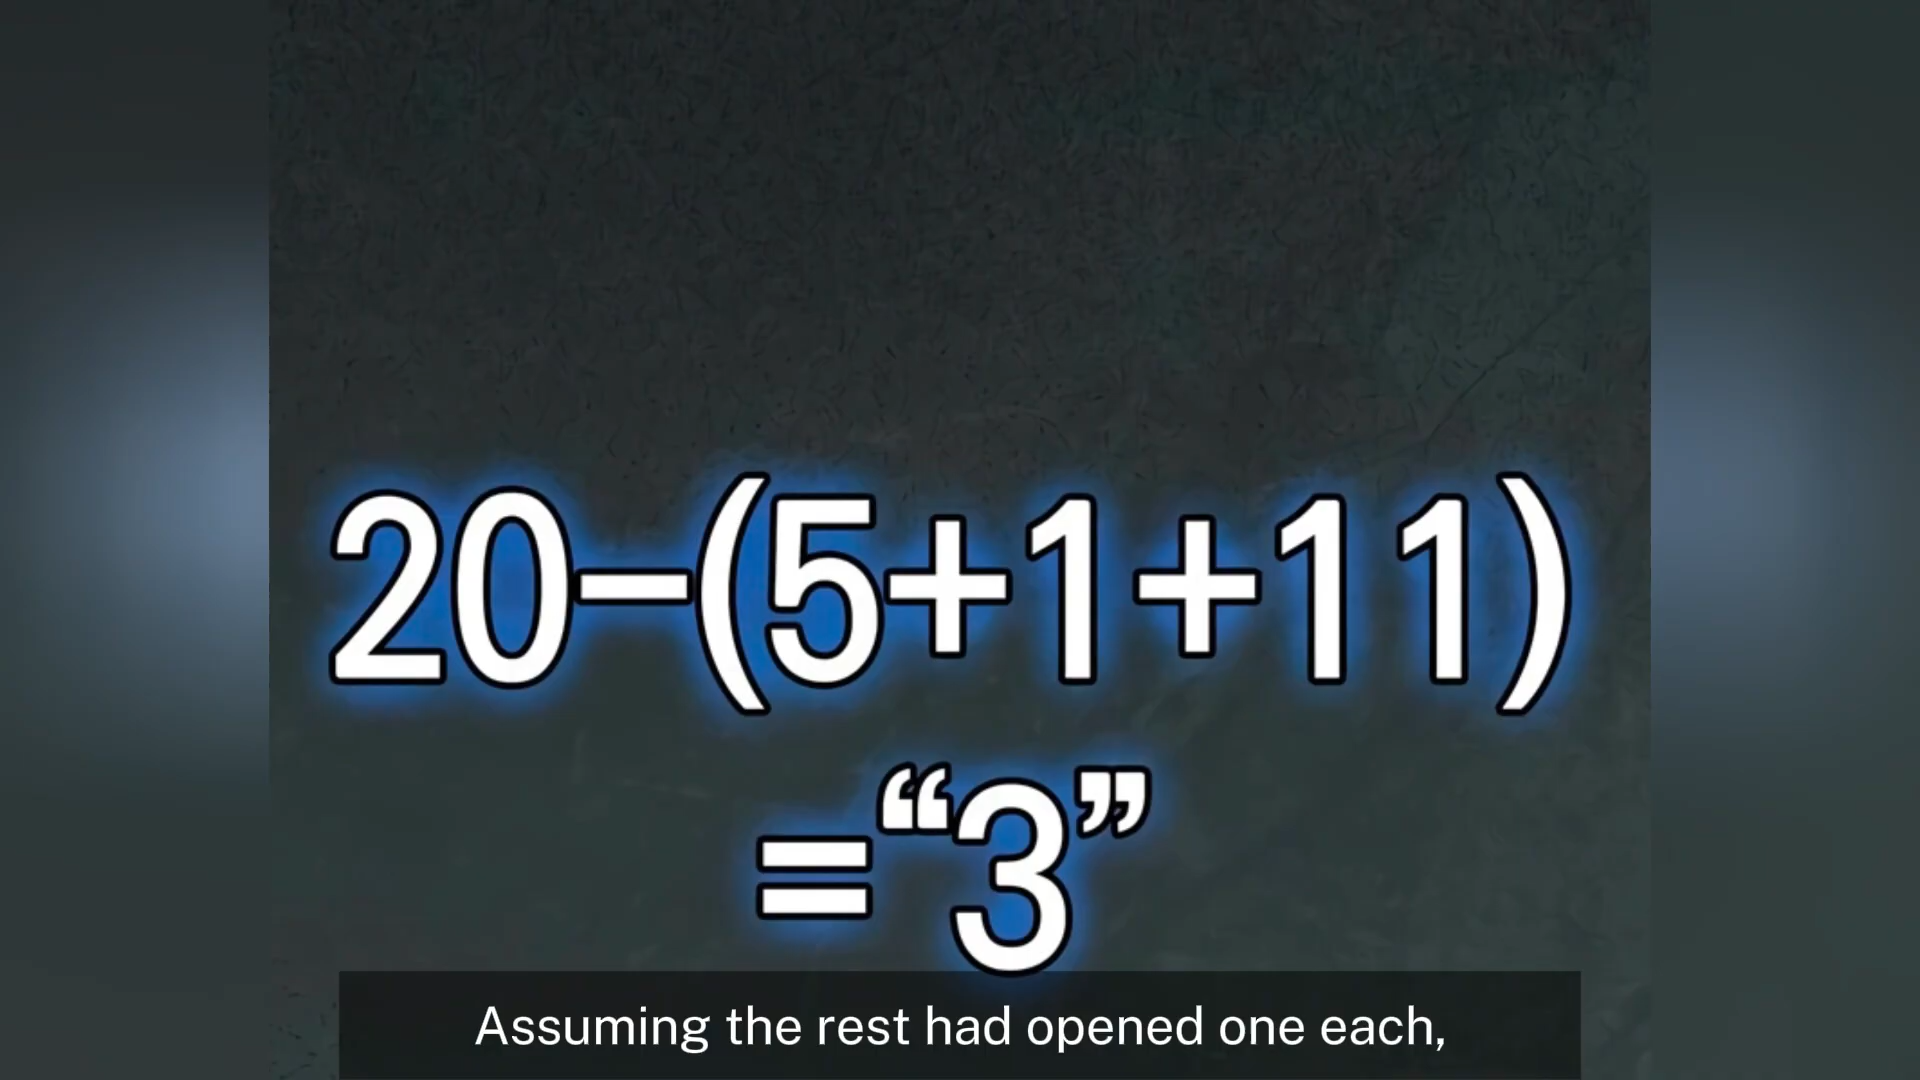 20−(5+1+11)
=“3”
Assuming the rest had opened one each,